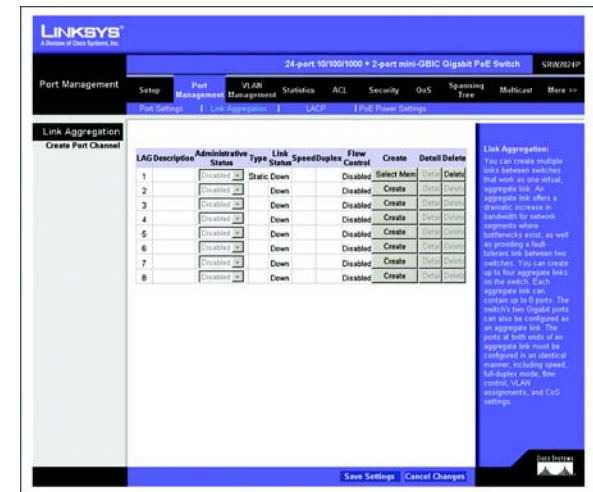 LINKSYS®
A Division of Cisco Systems, Inc.
24-port 10/100/1000 + 2-port mini-GBIC Gigabit PoE Switch SRW2024P
Port Management
Setup Port Management VLAN Management Statistics ACL Security QoS Spanning Tree Multicast More >>
Port Settings | Link Aggregation | LACP | PoE Power Settings
Link Aggregation
Create Port Channel
LAG Description Administrative Status Type Link Status Speed Duplex Flow Control Create Detail Delete
1 Disabled Static Down Disabled Select Mem Detai Delete
2 Disabled Down Disabled Create Detai Delete
3 Disabled Down Disabled Create Detai Delete
4 Disabled Down Disabled Create Detai Delete
5 Disabled Down Disabled Create Detai Delete
6 Disabled Down Disabled Create Detai Delete
7 Disabled Down Disabled Create Detai Delete
8 Disabled Down Disabled Create Detai Delete
Link Aggregation:
You can create multiple
links between switches
that work as one virtual,
aggregate link. An
aggregate link offers a
dramatic increase in
bandwidth for network
segments where
bottlenecks exist, as well
as providing a fault-
tolerant link between two
switches. You can create
up to four aggregate links
on the switch. Each
aggregate link can
contain up to 8 ports. The
switch's two Gigabit ports
can also be configured as
an aggregate link. The
ports at both ends of an
aggregate link must be
configured in an identical
manner, including speed,
full-duplex mode, flow
control, VLAN
assignments, and CoS
settings.
Save Settings Cancel Changes
CISCO SYSTEMS